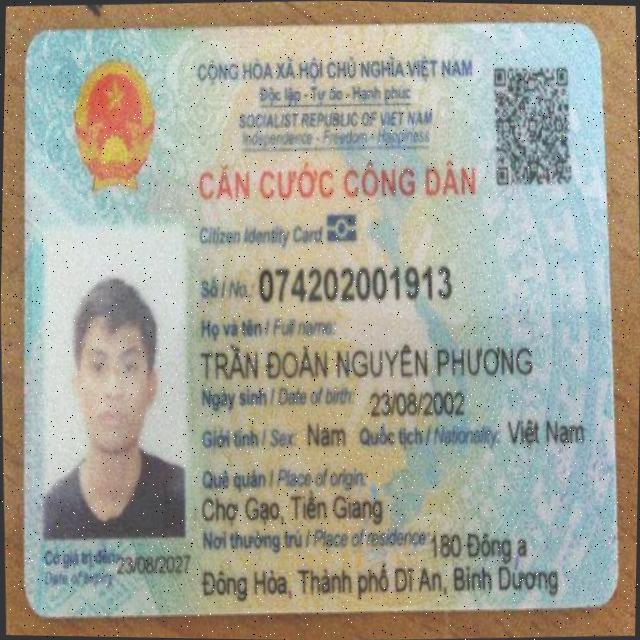 CỘNG HÒA XÃ HỘI CHỦ NGHĨA VIỆT NAM
Độc lập - Tự do - Hạnh phúc
SOCIALIST REPUBLIC OF VIET NAM
Independence - Freedom - Happiness
CĂN CƯỚC CÔNG DÂN
Citizen Identity Card
Số / No.: 074202001913
Họ và tên / Full name:
TRẦN ĐOÀN NGUYÊN PHƯƠNG
Ngày sinh / Date of birth: 23/08/2002
Giới tính / Sex: Nam Quốc tịch / Nationality: Việt Nam
Quê quán / Place of origin:
Chợ Gạo, Tiền Giang
Nơi thường trú / Place of residence: 180 Đông a
Đông Hòa, Thành phố Dĩ An, Bình Dương
Có giá trị đến: 23/08/2027
Date of expiry